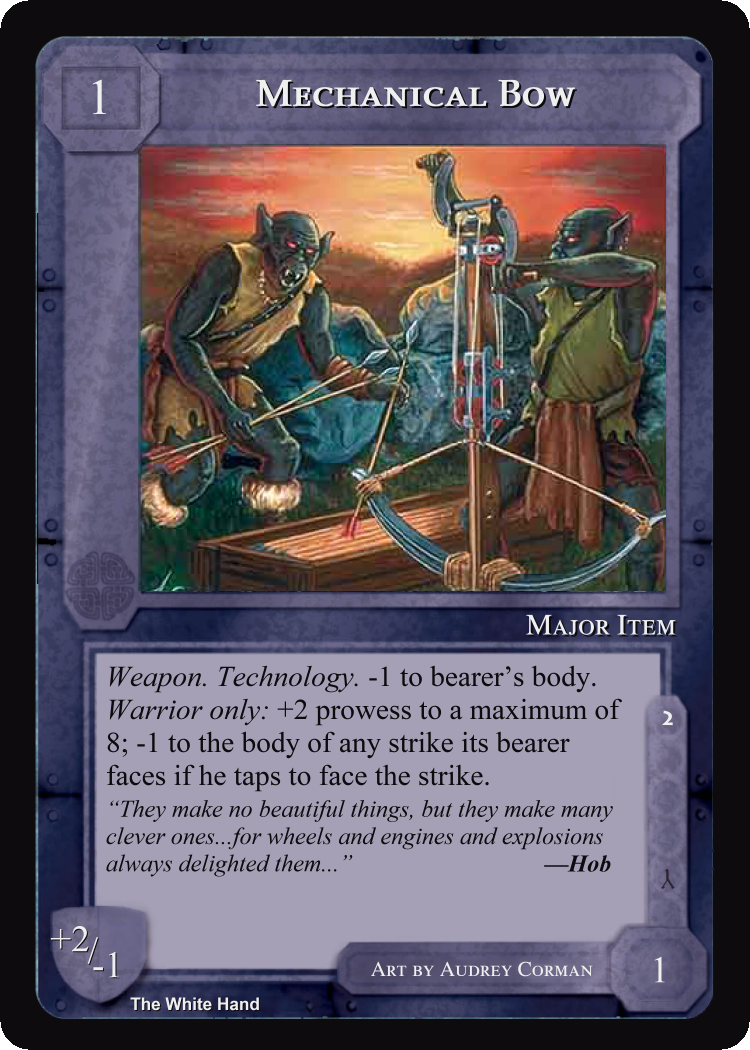 1
Mechanical Bow
Major Item
Weapon. Technology. -1 to bearer's body.
Warrior only: +2 prowess to a maximum of
8; -1 to the body of any strike its bearer
faces if he taps to face the strike.
“They make no beautiful things, but they make many
clever ones...for wheels and engines and explosions
always delighted them...” —Hob
2
+2/-1
Art by Audrey Corman
1
The White Hand